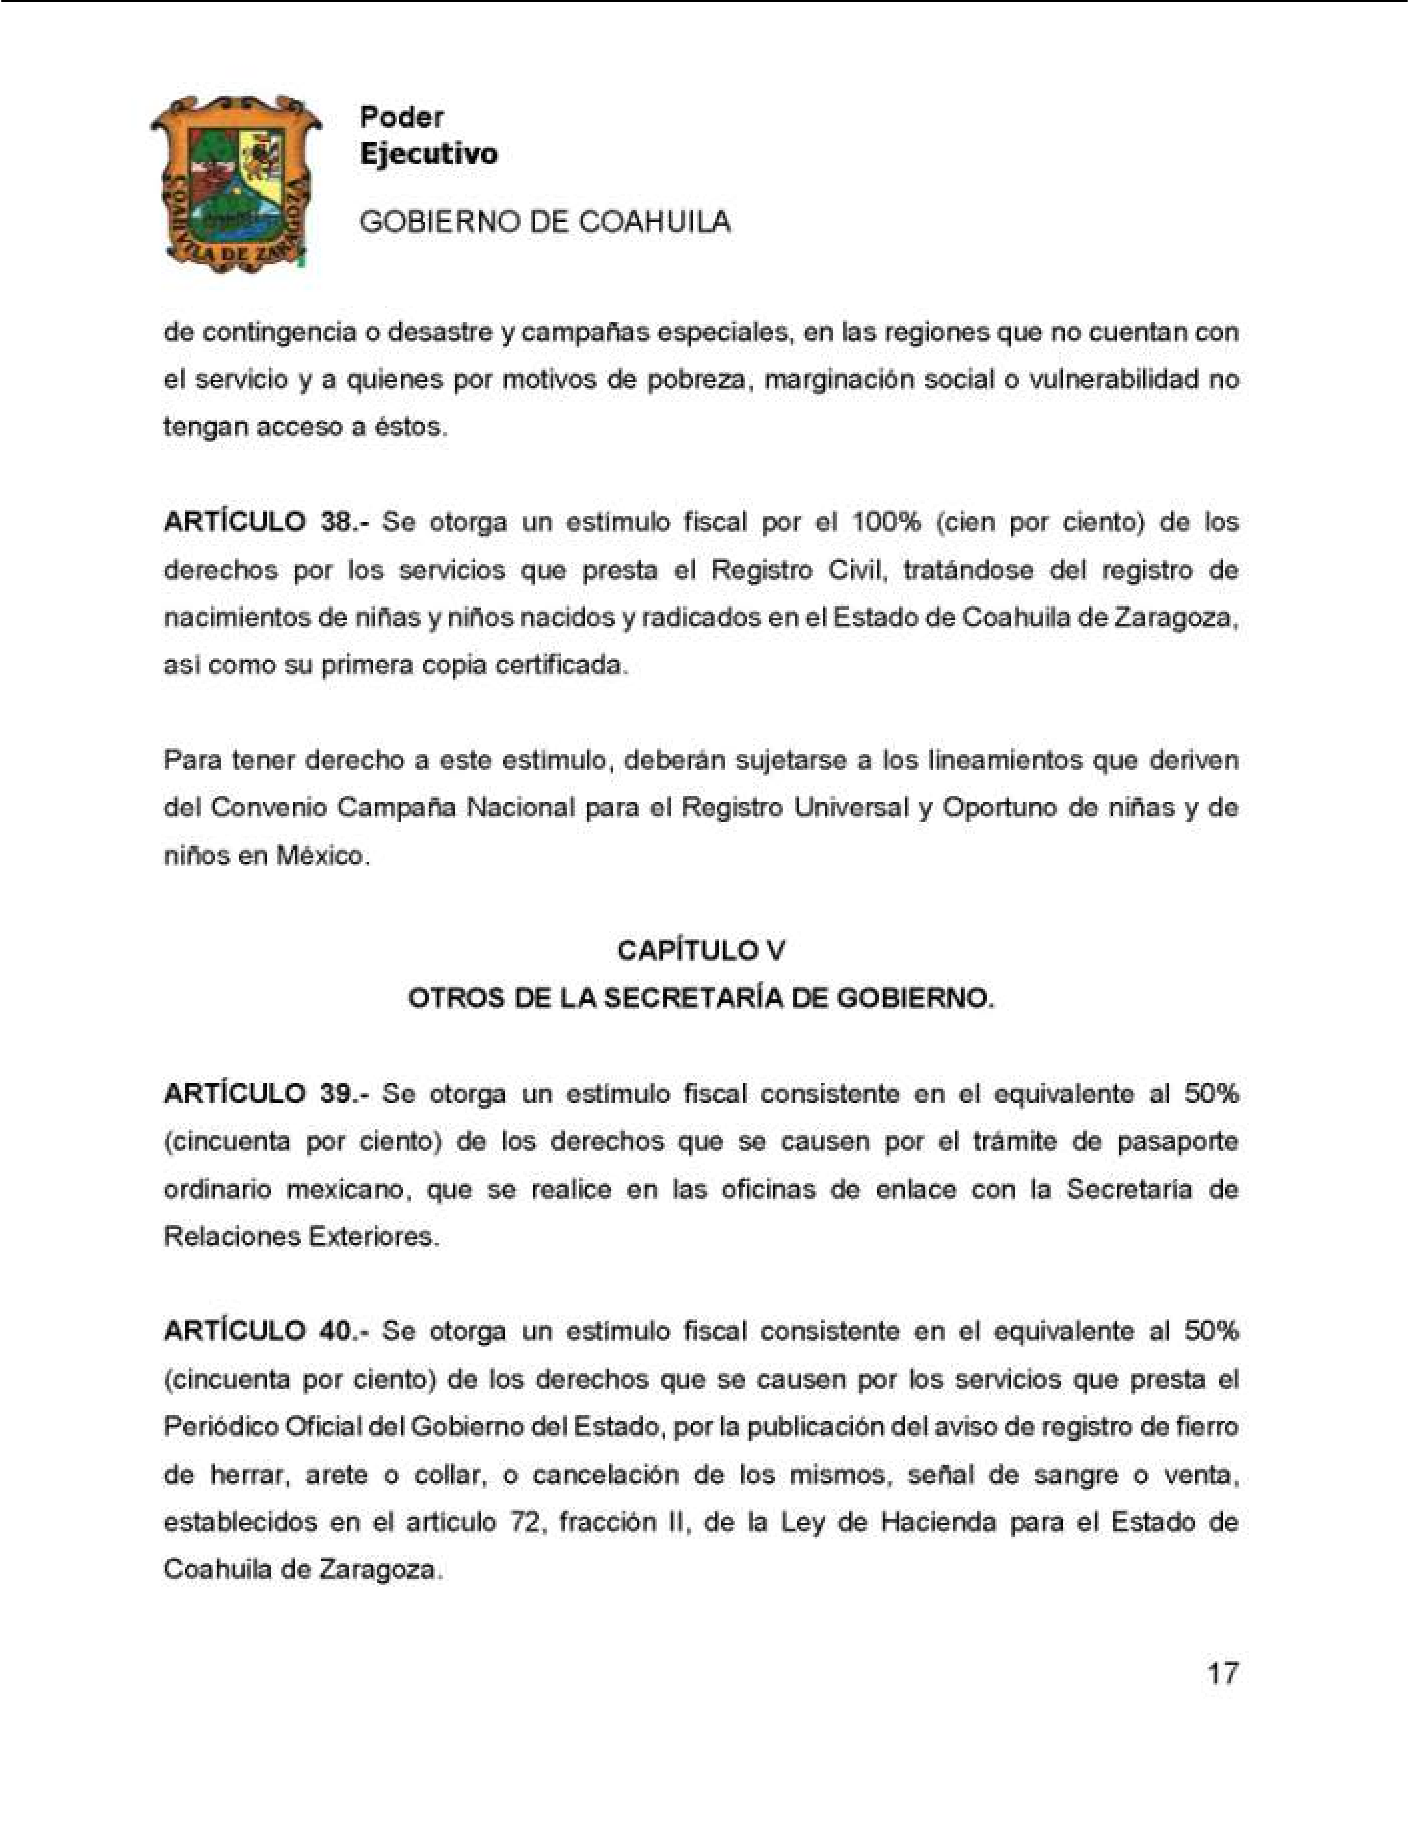 Poder
Ejecutivo
GOBIERNO DE COAHUILA
COAHVILA DE ZARAGOZA
de contingencia o desastre y campañas especiales, en las regiones que no cuentan con
el servicio y a quienes por motivos de pobreza, marginación social o vulnerabilidad no
tengan acceso a éstos.
ARTÍCULO 38.- Se otorga un estímulo fiscal por el 100% (cien por ciento) de los
derechos por los servicios que presta el Registro Civil, tratándose del registro de
nacimientos de niñas y niños nacidos y radicados en el Estado de Coahuila de Zaragoza,
así como su primera copia certificada.
Para tener derecho a este estímulo, deberán sujetarse a los lineamientos que deriven
del Convenio Campaña Nacional para el Registro Universal y Oportuno de niñas y de
niños en México.
CAPÍTULO V
OTROS DE LA SECRETARÍA DE GOBIERNO.
ARTÍCULO 39.- Se otorga un estímulo fiscal consistente en el equivalente al 50%
(cincuenta por ciento) de los derechos que se causen por el trámite de pasaporte
ordinario mexicano, que se realice en las oficinas de enlace con la Secretaría de
Relaciones Exteriores.
ARTÍCULO 40.- Se otorga un estímulo fiscal consistente en el equivalente al 50%
(cincuenta por ciento) de los derechos que se causen por los servicios que presta el
Periódico Oficial del Gobierno del Estado, por la publicación del aviso de registro de fierro
de herrar, arete o collar, o cancelación de los mismos, señal de sangre o venta,
establecidos en el artículo 72, fracción II, de la Ley de Hacienda para el Estado de
Coahuila de Zaragoza.
17